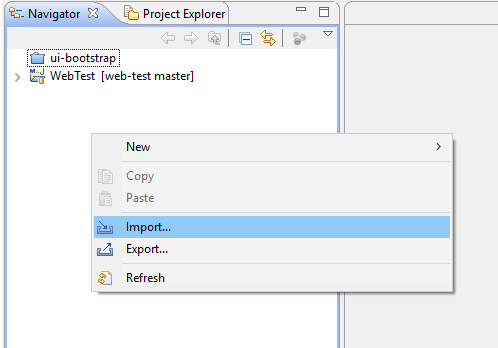 Navigator Project Explorer
ui-bootstrap
WebTest [web-test master]
New
Copy
Paste
Import...
Export...
Refresh